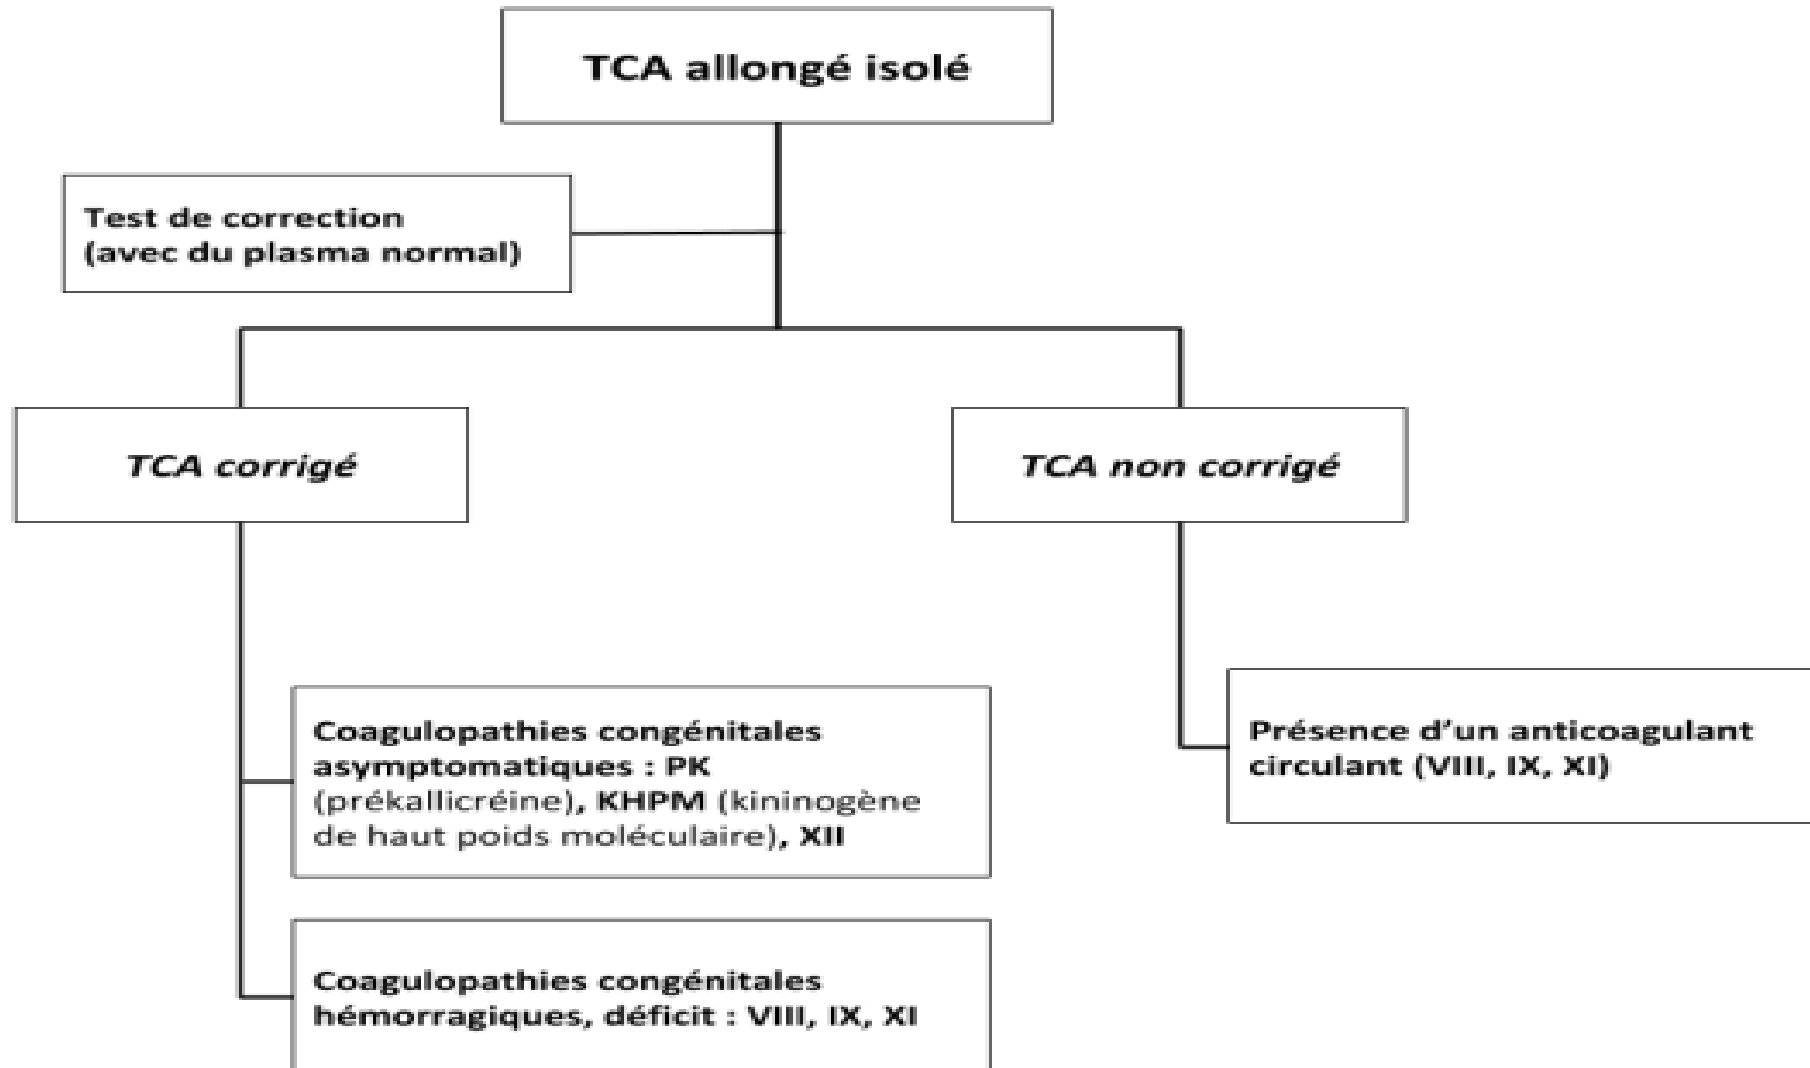 TCA allongé isolé
Test de correction
(avec du plasma normal)
TCA corrigé
TCA non corrigé
Coagulopathies congénitales
asymptomatiques : PK
(prékallicréine), KHPM (kininogène
de haut poids moléculaire), XII
Présence d’un anticoagulant
circulant (VIII, IX, XI)
Coagulopathies congénitales
hémorragiques, déficit : VIII, IX, XI